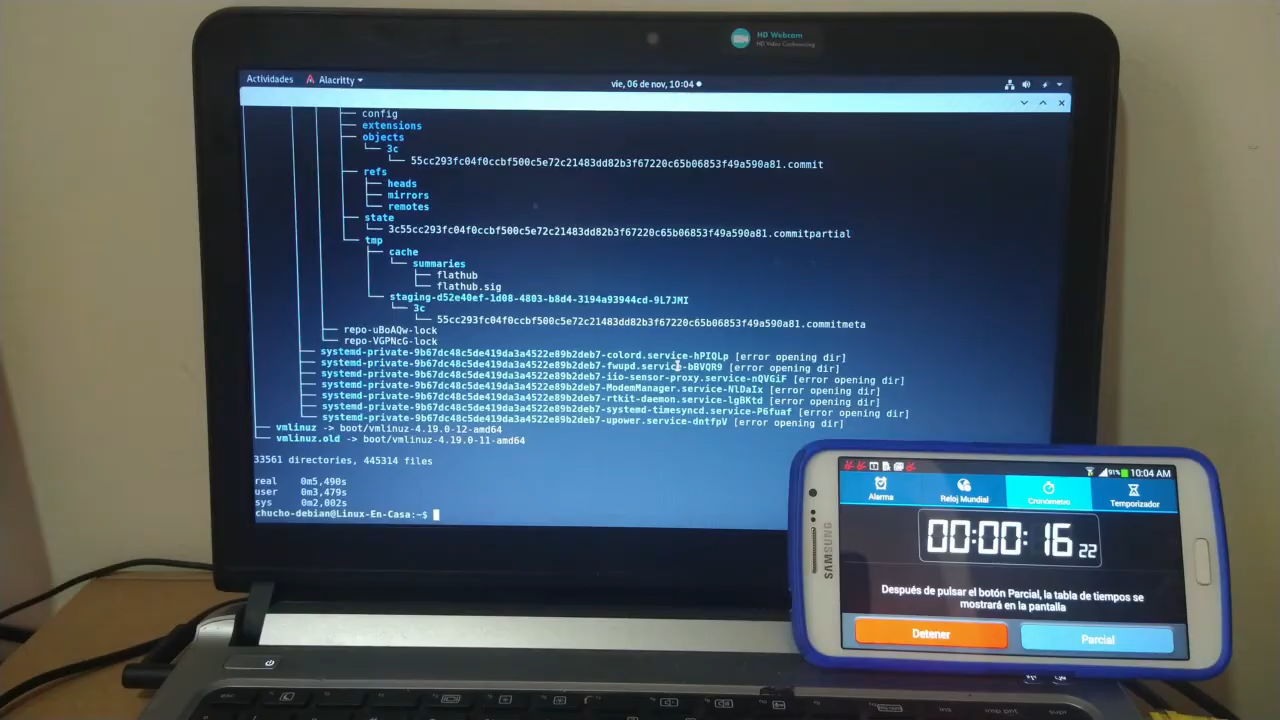 HD Webcam
HD Video Conferencing
Actividades Alacritty vie, 06 de nov, 10:04
config
extensions
objects
3c
55cc293fc04f0ccbf500c5e72c21483dd82b3f67220c65b06853f49a590a81.commit
refs
heads
mirrors
remotes
state
3c55cc293fc04f0ccbf500c5e72c21483dd82b3f67220c65b06853f49a590a81.commitpartial
tmp
cache
summaries
flathub
flathub.sig
staging-d52e40ef-1d08-4803-b8d4-3194a93944cd-9L7JMI
3c
55cc293fc04f0ccbf500c5e72c21483dd82b3f67220c65b06853f49a590a81.commitmeta
repo-uBoAQw-lock
repo-VGPNcG-lock
systemd-private-9b67dc48c5de419da3a4522e89b2deb7-colord.service-hPIQLp [error opening dir]
systemd-private-9b67dc48c5de419da3a4522e89b2deb7-fwupd.service-bBVQR9 [error opening dir]
systemd-private-9b67dc48c5de419da3a4522e89b2deb7-iio-sensor-proxy.service-nQVGiF [error opening dir]
systemd-private-9b67dc48c5de419da3a4522e89b2deb7-ModemManager.service-NlDaIx [error opening dir]
systemd-private-9b67dc48c5de419da3a4522e89b2deb7-rtkit-daemon.service-lgBKtd [error opening dir]
systemd-private-9b67dc48c5de419da3a4522e89b2deb7-systemd-timesyncd.service-P6fuaf [error opening dir]
systemd-private-9b67dc48c5de419da3a4522e89b2deb7-upower.service-dntfpV [error opening dir]
vmlinuz -> boot/vmlinuz-4.19.0-12-amd64
vmlinuz.old -> boot/vmlinuz-4.19.0-11-amd64
33561 directories, 445314 files
real 0m5,490s
user 0m3,479s
sys 0m2,002s
chucho-debian@Linux-En-Casa:~$
SAMSUNG
91% 10:04 AM
Alarma Reloj Mundial Cronómetro Temporizador
00:00:16 22
Después de pulsar el botón Parcial, la tabla de tiempos se
mostrará en la pantalla
Detener Parcial